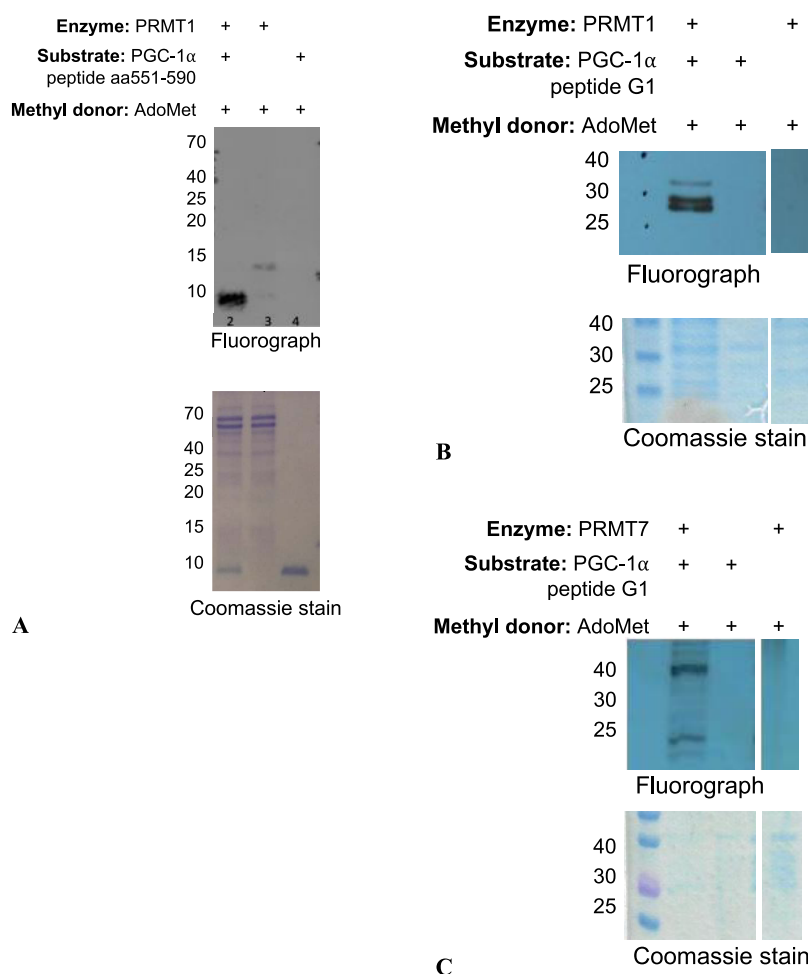 Enzyme: PRMT1 + +
Substrate: PGC-1α + +
peptide aa551-590
Methyl donor: AdoMet + + +
70
40
25
20
15
10
2 3 4
Fluorograph
70
40
25
20
15
10
Coomassie stain
A
Enzyme: PRMT1 + +
Substrate: PGC-1α + +
peptide G1
Methyl donor: AdoMet + + +
40
30
25
Fluorograph
40
30
25
Coomassie stain
B
Enzyme: PRMT7 + +
Substrate: PGC-1α + +
peptide G1
Methyl donor: AdoMet + + +
40
30
25
Fluorograph
40
30
25
Coomassie stain
C